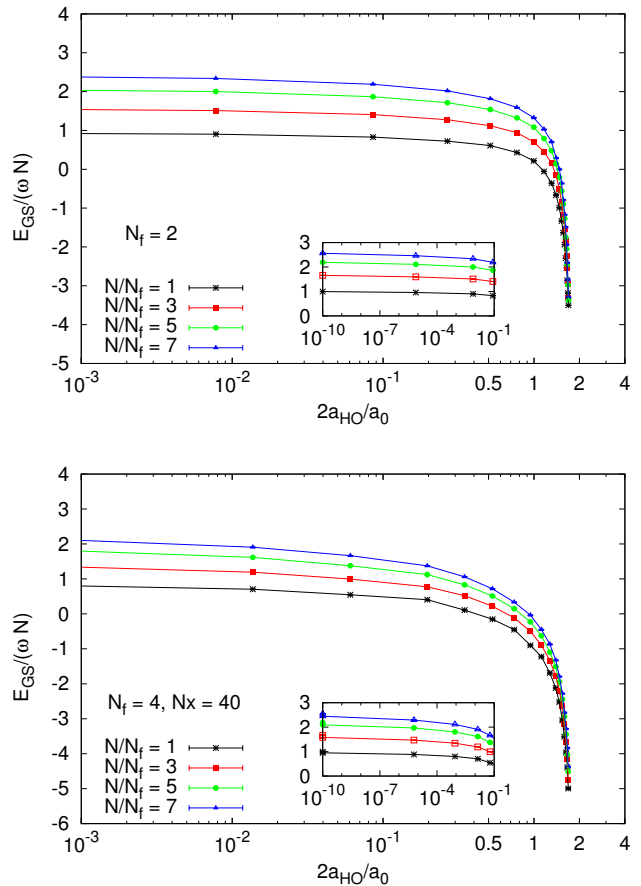 4
3
2
1
0
-1
-2
-3
-4
-5
E_GS/(ω N)
N_f = 2
N/N_f = 1
N/N_f = 3
N/N_f = 5
N/N_f = 7
3
2
1
0
10^-10 10^-7 10^-4 10^-1
10^-3 10^-2 10^-1 0.5 1 2 4
2a_HO/a_0
4
3
2
1
0
-1
-2
-3
-4
-5
-6
E_GS/(ω N)
N_f = 4, Nx = 40
N/N_f = 1
N/N_f = 3
N/N_f = 5
N/N_f = 7
3
2
1
0
10^-10 10^-7 10^-4 10^-1
10^-3 10^-2 10^-1 0.5 1 2 4
2a_HO/a_0